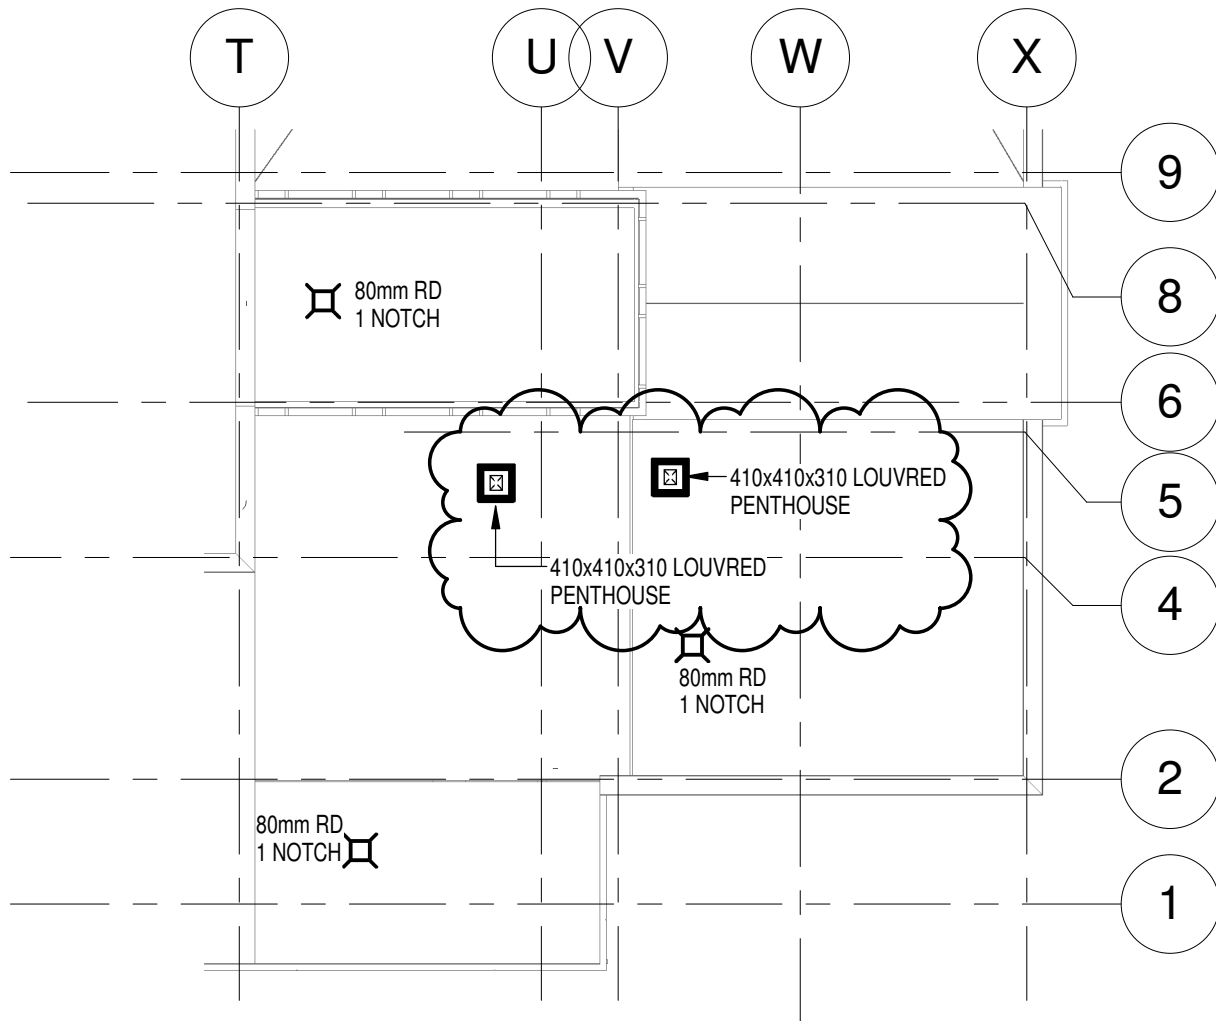 T
U
V
W
X
9
80mm RD
1 NOTCH
8
6
410x410x310 LOUVRED
PENTHOUSE
5
410x410x310 LOUVRED
PENTHOUSE
4
80mm RD
1 NOTCH
2
80mm RD
1 NOTCH
1